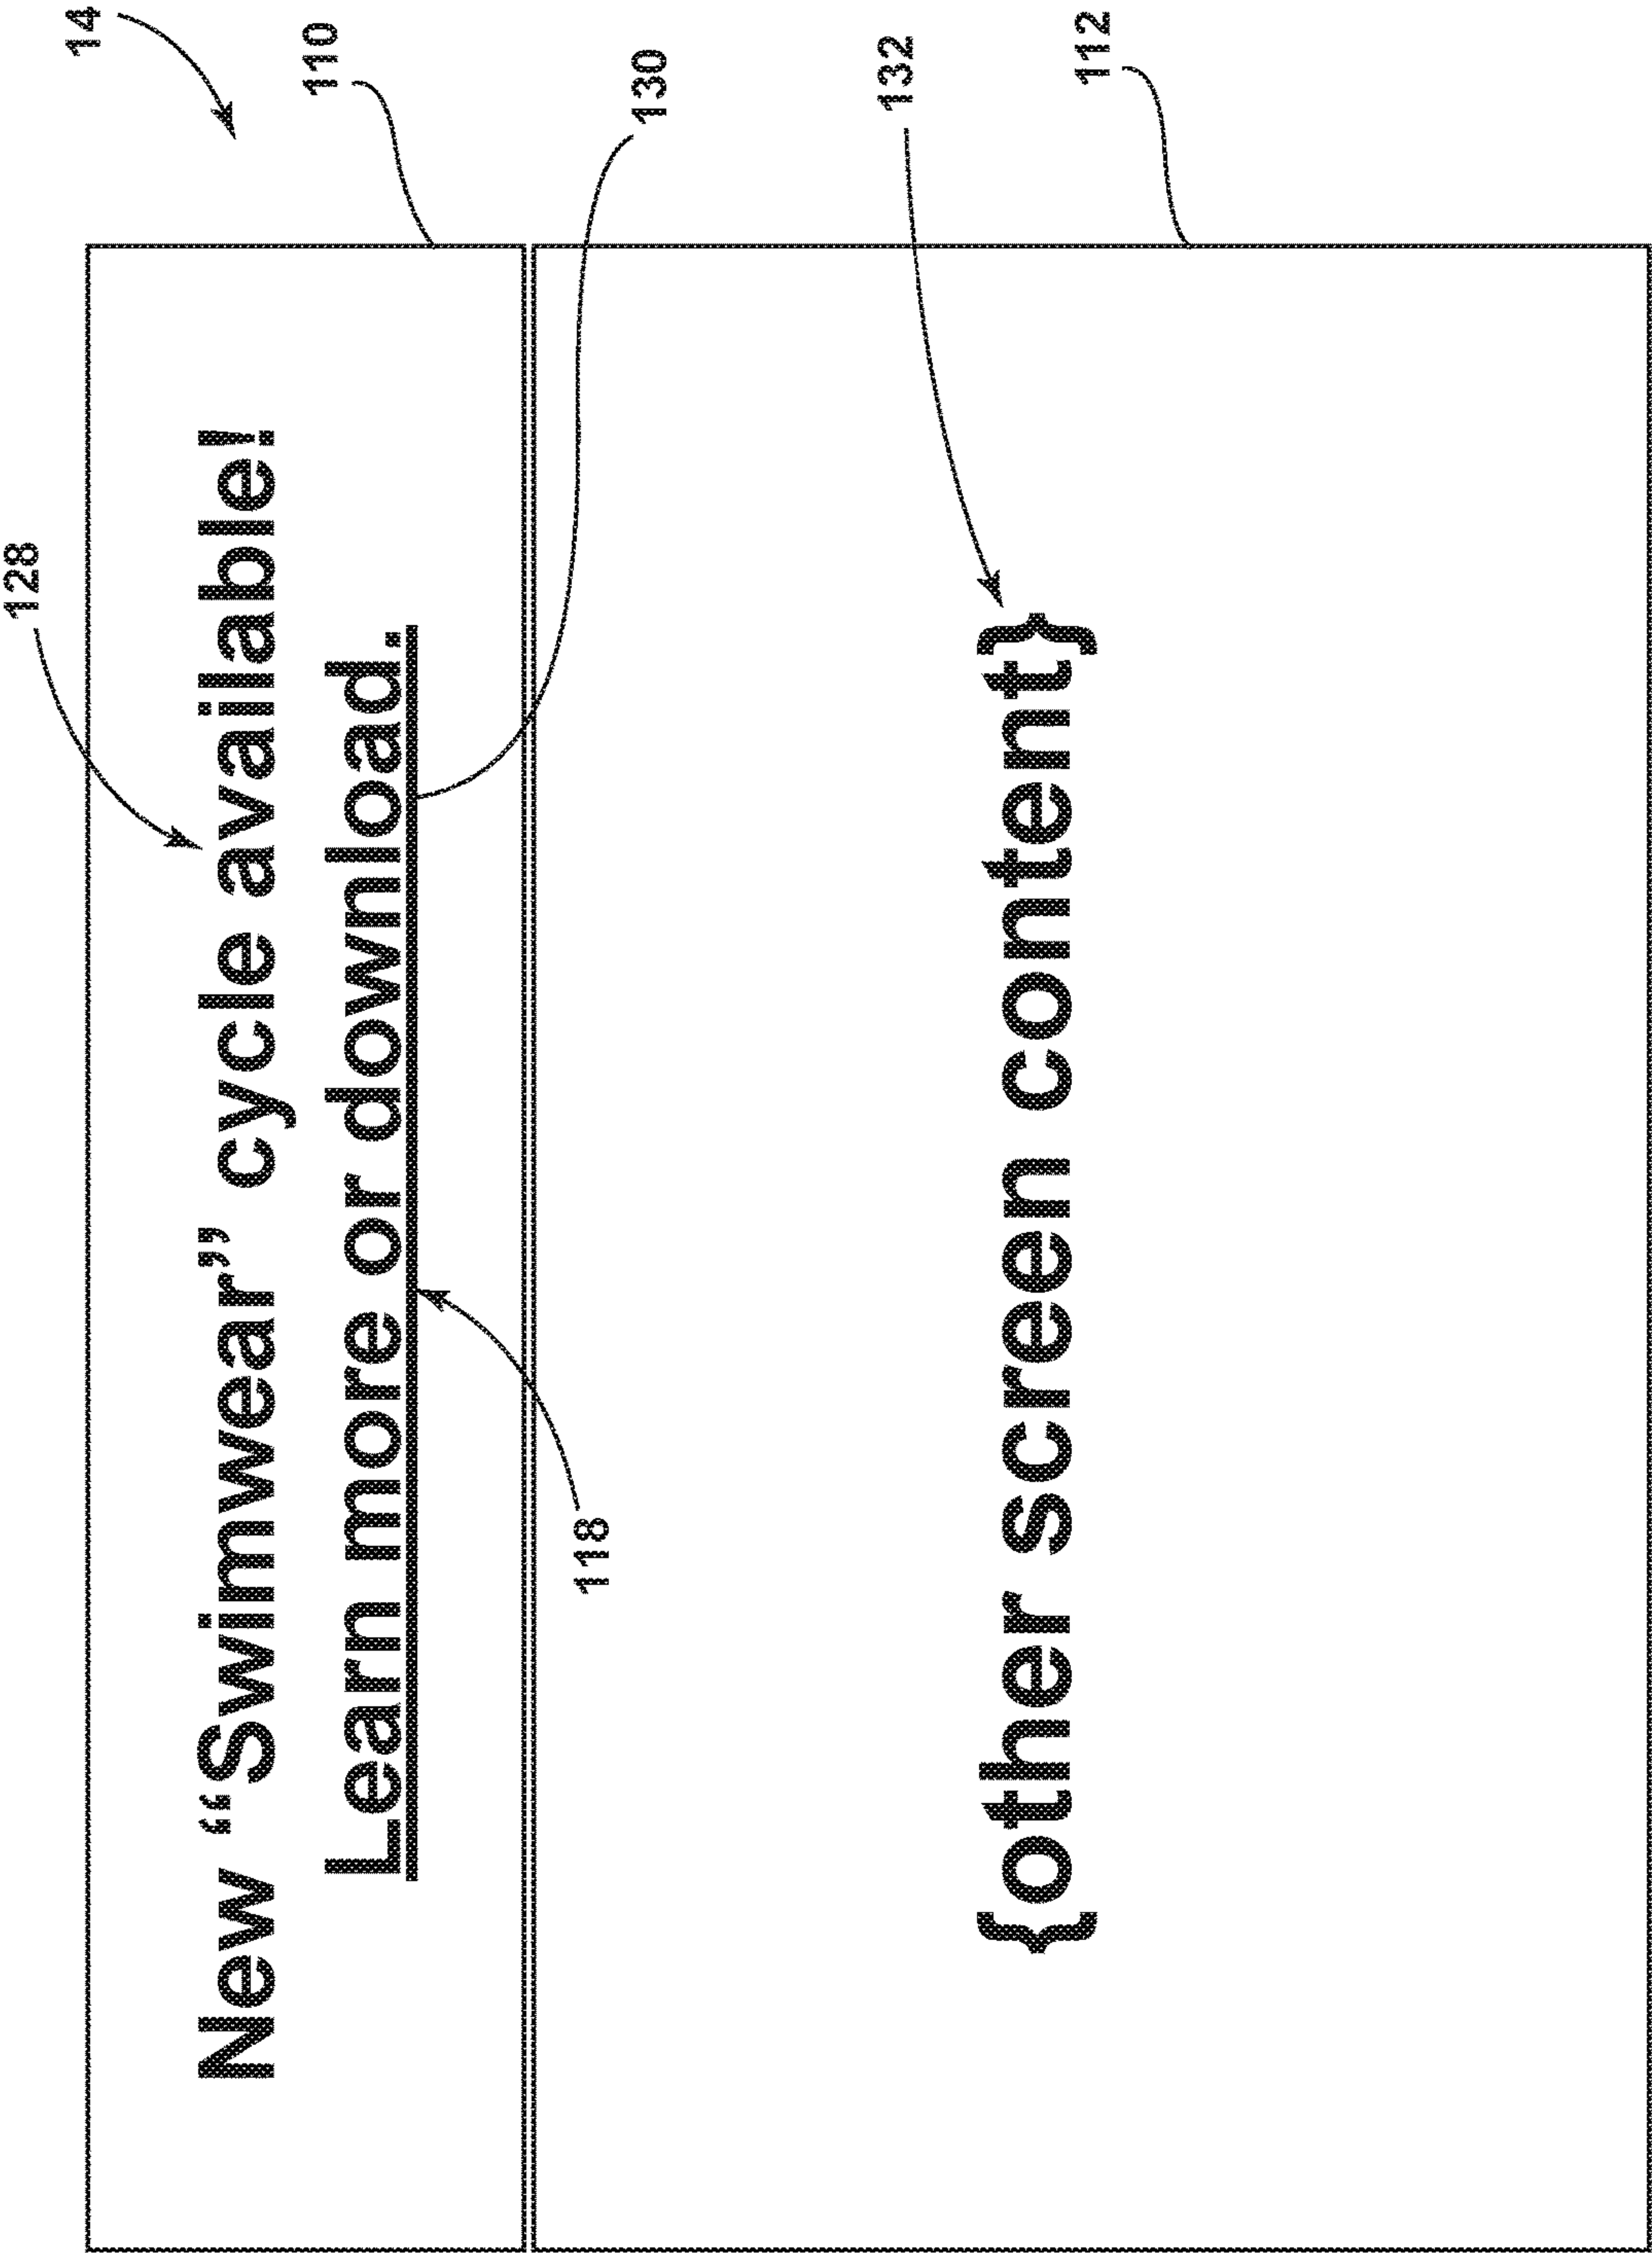 14
110
128
New “Swimwear” cycle available!
Learn more or download.
130
118
132
{other screen content}
112